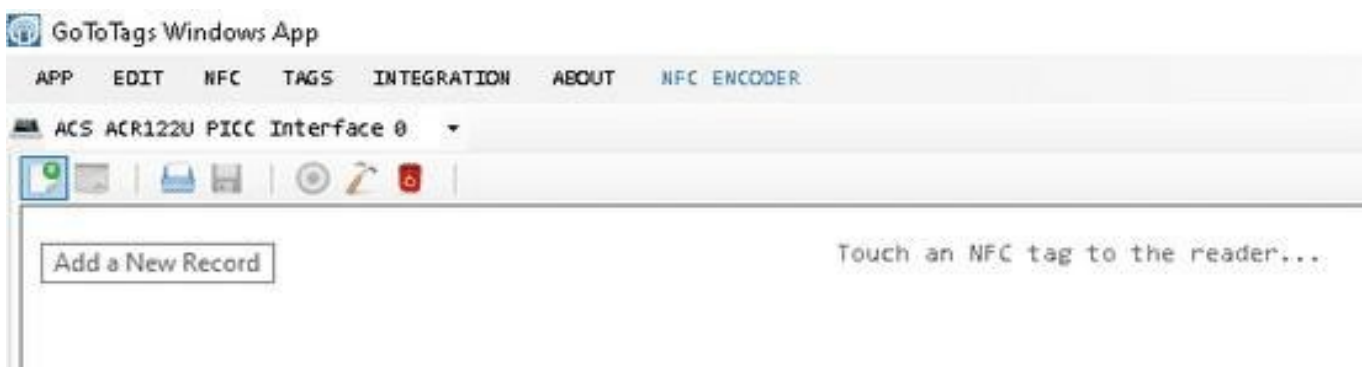 GoToTags Windows App
APP EDIT NFC TAGS INTEGRATION ABOUT NFC ENCODER
ACS ACR122U PICC Interface 0
Add a New Record
Touch an NFC tag to the reader...